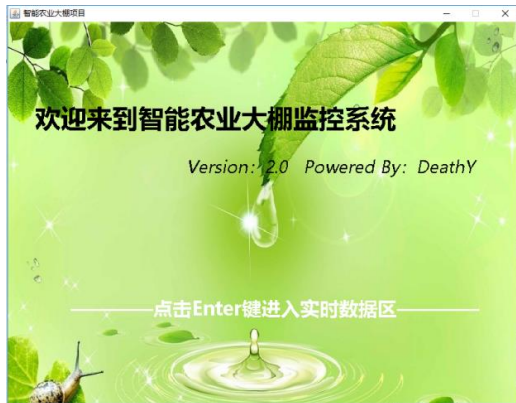 智能农业大棚项目
欢迎来到智能农业大棚监控系统
Version：2.0 Powered By：DeathY
————点击Enter键进入实时数据区————